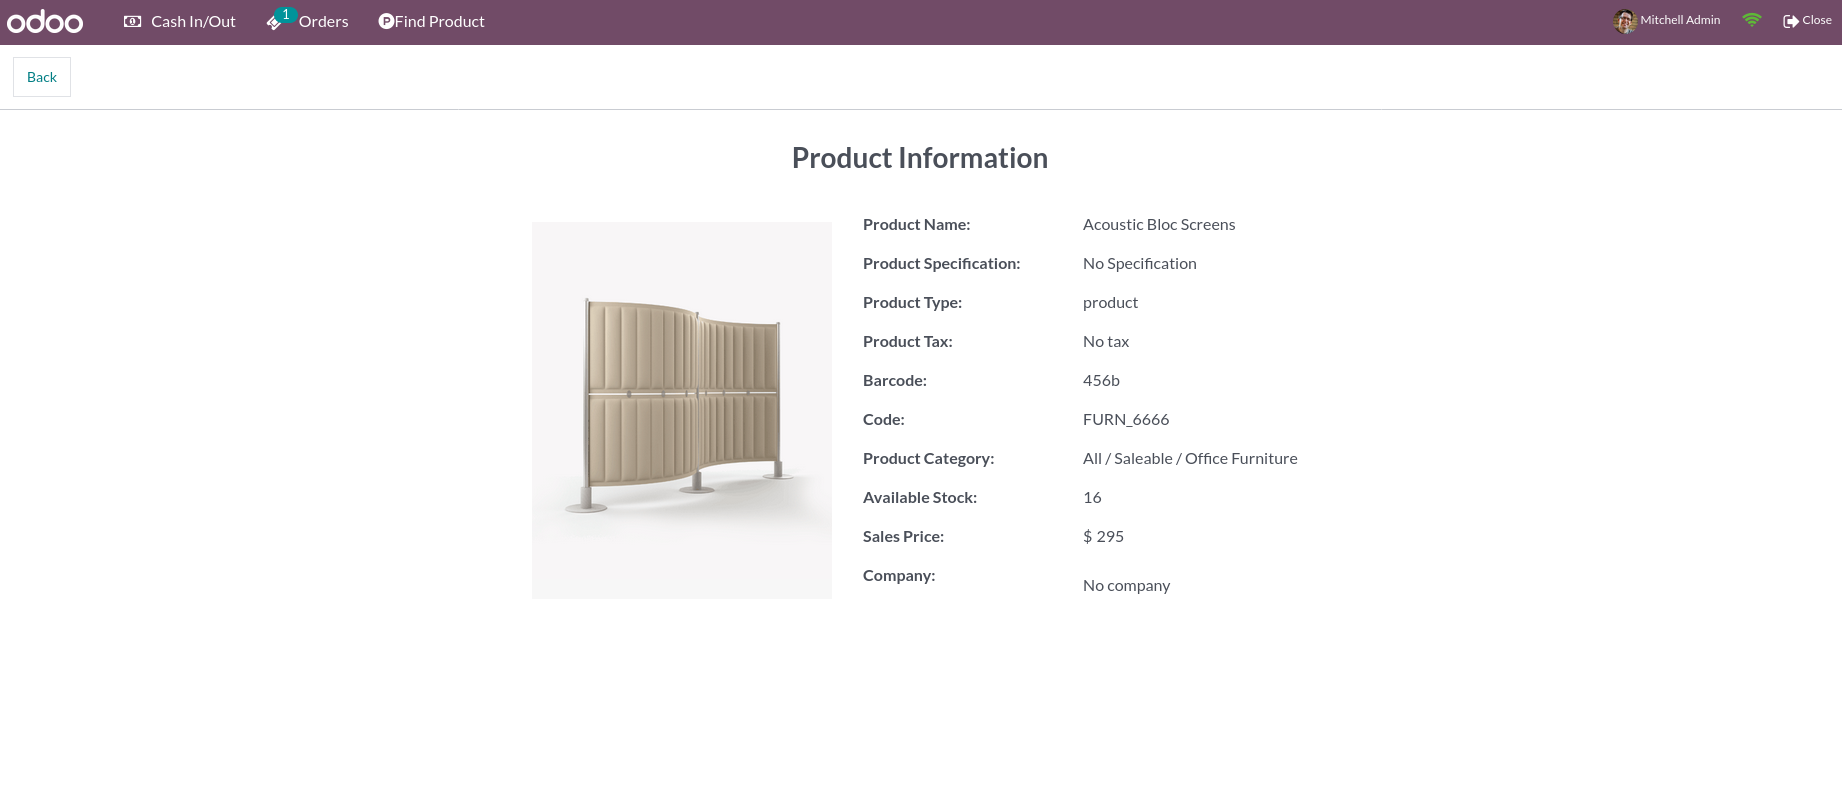 odoo Cash In/Out 1 Orders Find Product Mitchell Admin Close
Back
Product Information
Product Name: Acoustic Bloc Screens
Product Specification: No Specification
Product Type: product
Product Tax: No tax
Barcode: 456b
Code: FURN_6666
Product Category: All / Saleable / Office Furniture
Available Stock: 16
Sales Price: $ 295
Company: No company